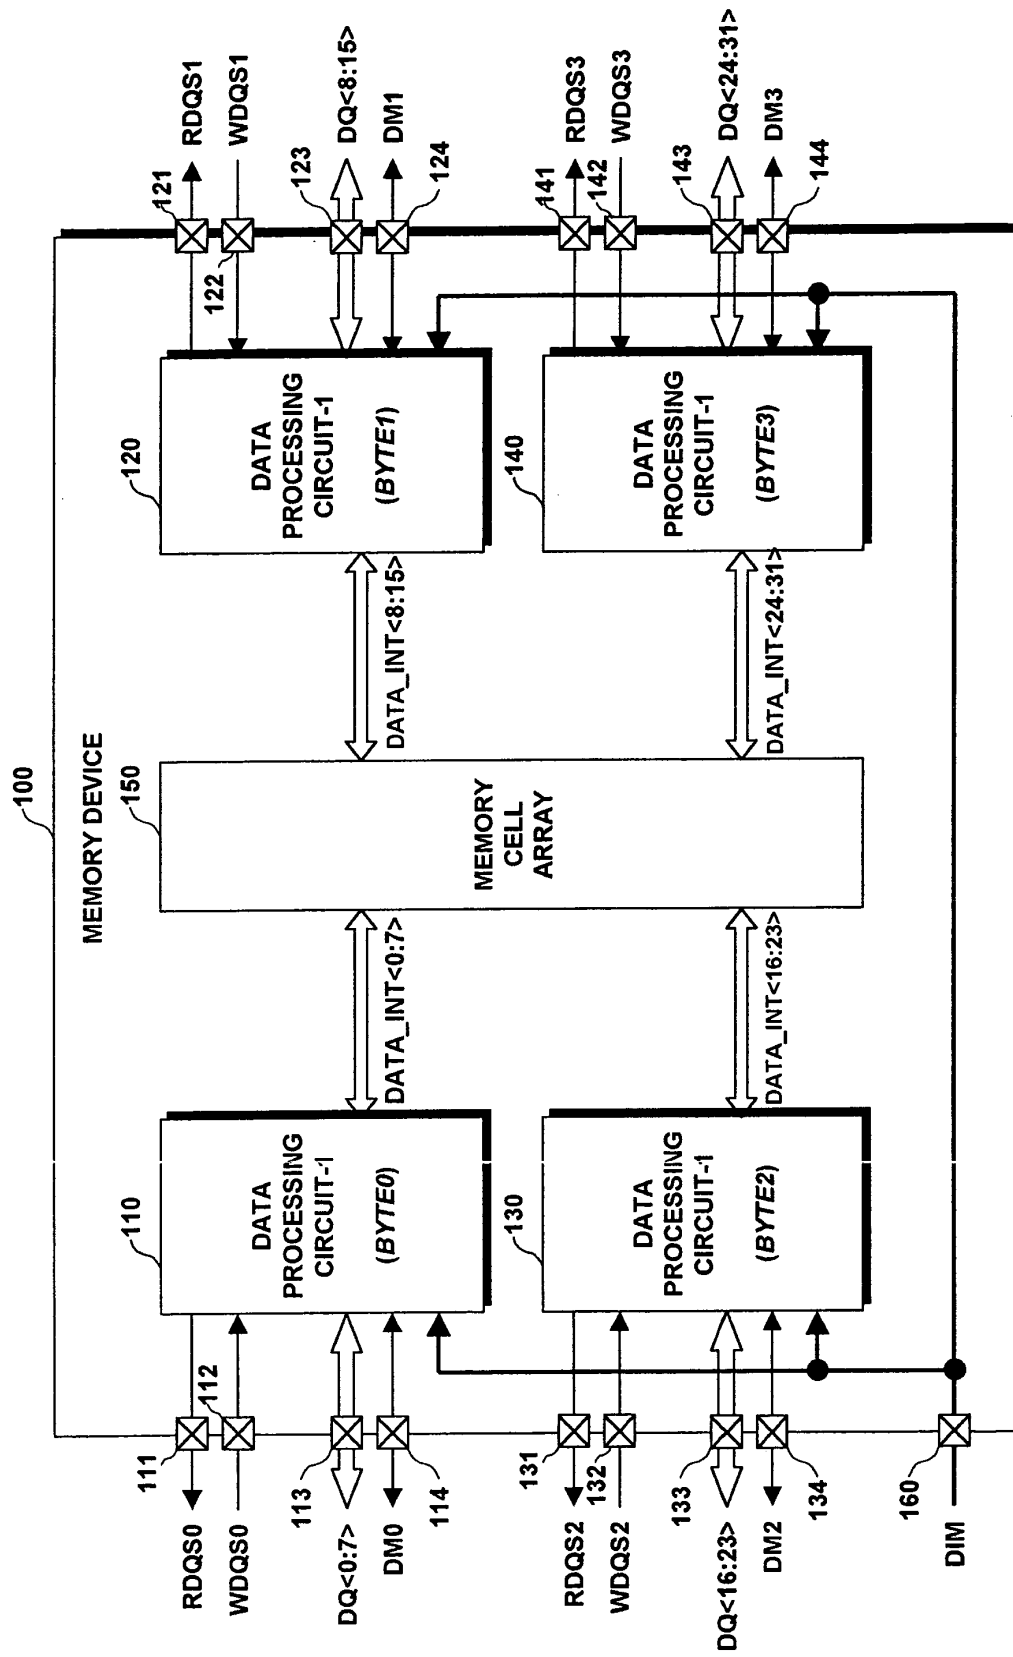 100
MEMORY DEVICE
RDQS0
111
WDQS0
112
113
DQ<0:7>
DM0
114
110
DATA
PROCESSING
CIRCUIT-1
(BYTE0)
DATA_INT<0:7>
150
MEMORY
CELL
ARRAY
DATA_INT<8:15>
120
DATA
PROCESSING
CIRCUIT-1
(BYTE1)
121
RDQS1
122
WDQS1
123
DQ<8:15>
DM1
124
RDQS2
131
WDQS2
132
133
DQ<16:23>
DM2
134
130
DATA
PROCESSING
CIRCUIT-1
(BYTE2)
DATA_INT<16:23>
DATA_INT<24:31>
140
DATA
PROCESSING
CIRCUIT-1
(BYTE3)
141
RDQS3
142
WDQS3
143
DQ<24:31>
DM3
144
160
DIM